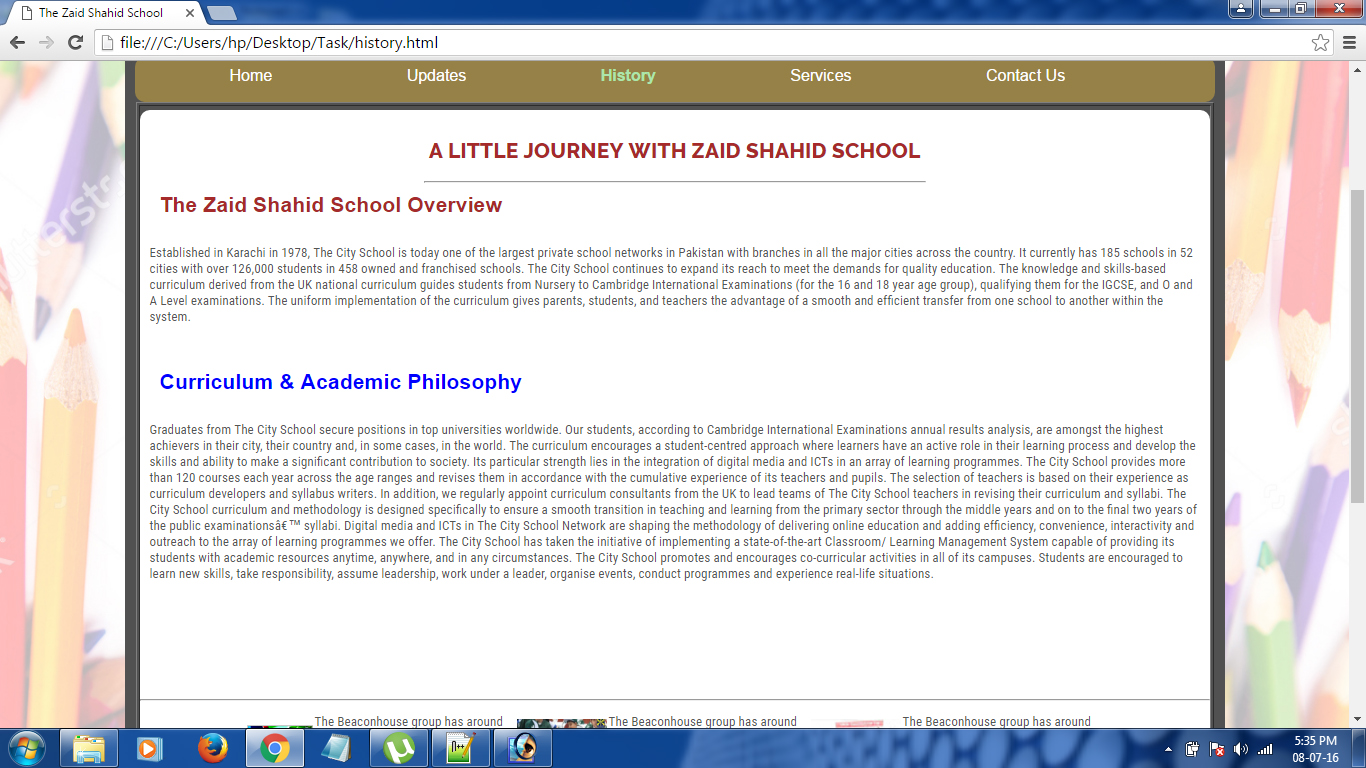 The Zaid Shahid School
file:///C:/Users/hp/Desktop/Task/history.html
Home Updates History Services Contact Us
A LITTLE JOURNEY WITH ZAID SHAHID SCHOOL
The Zaid Shahid School Overview
Established in Karachi in 1978, The City School is today one of the largest private school networks in Pakistan with branches in all the major cities across the country. It currently has 185 schools in 52
cities with over 126,000 students in 458 owned and franchised schools. The City School continues to expand its reach to meet the demands for quality education. The knowledge and skills-based
curriculum derived from the UK national curriculum guides students from Nursery to Cambridge International Examinations (for the 16 and 18 year age group), qualifying them for the IGCSE, and O and
A Level examinations. The uniform implementation of the curriculum gives parents, students, and teachers the advantage of a smooth and efficient transfer from one school to another within the
system.
Curriculum & Academic Philosophy
Graduates from The City School secure positions in top universities worldwide. Our students, according to Cambridge International Examinations annual results analysis, are amongst the highest
achievers in their city, their country and, in some cases, in the world. The curriculum encourages a student-centred approach where learners have an active role in their learning process and develop the
skills and ability to make a significant contribution to society. Its particular strength lies in the integration of digital media and ICTs in an array of learning programmes. The City School provides more
than 120 courses each year across the age ranges and revises them in accordance with the cumulative experience of its teachers and pupils. The selection of teachers is based on their experience as
curriculum developers and syllabus writers. In addition, we regularly appoint curriculum consultants from the UK to lead teams of The City School teachers in revising their curriculum and syllabi. The
City School curriculum and methodology is designed specifically to ensure a smooth transition in teaching and learning from the primary sector through the middle years and on to the final two years of
the public examinationsâ€™ syllabi. Digital media and ICTs in The City School Network are shaping the methodology of delivering online education and adding efficiency, convenience, interactivity and
outreach to the array of learning programmes we offer. The City School has taken the initiative of implementing a state-of-the-art Classroom/ Learning Management System capable of providing its
students with academic resources anytime, anywhere, and in any circumstances. The City School promotes and encourages co-curricular activities in all of its campuses. Students are encouraged to
learn new skills, take responsibility, assume leadership, work under a leader, organise events, conduct programmes and experience real-life situations.
The Beaconhouse group has around The Beaconhouse group has around The Beaconhouse group has around
5:35 PM
08-07-16